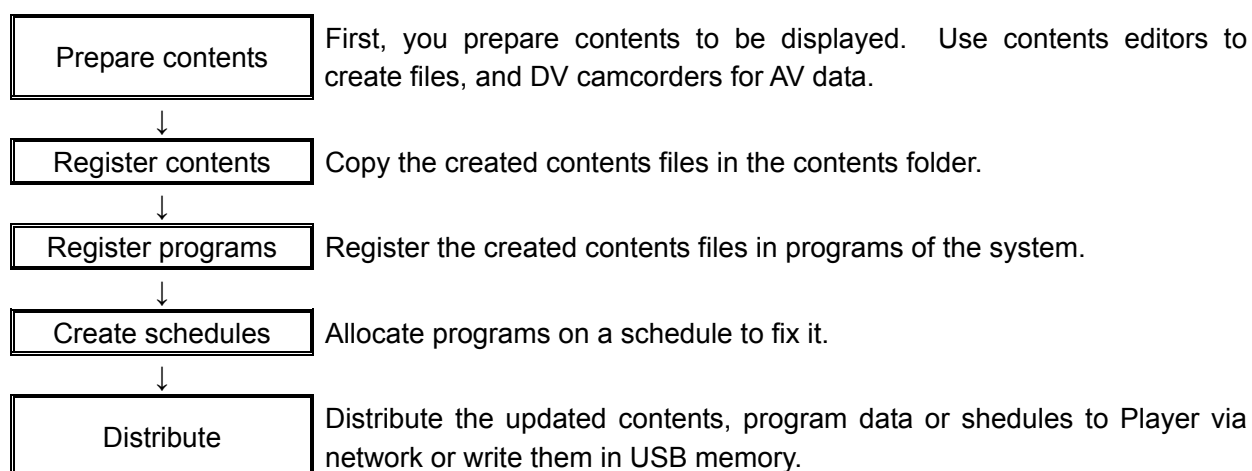 Prepare contents
First, you prepare contents to be displayed. Use contents editors to
create files, and DV camcorders for AV data.
↓
Register contents
Copy the created contents files in the contents folder.
↓
Register programs
Register the created contents files in programs of the system.
↓
Create schedules
Allocate programs on a schedule to fix it.
↓
Distribute
Distribute the updated contents, program data or shedules to Player via
network or write them in USB memory.